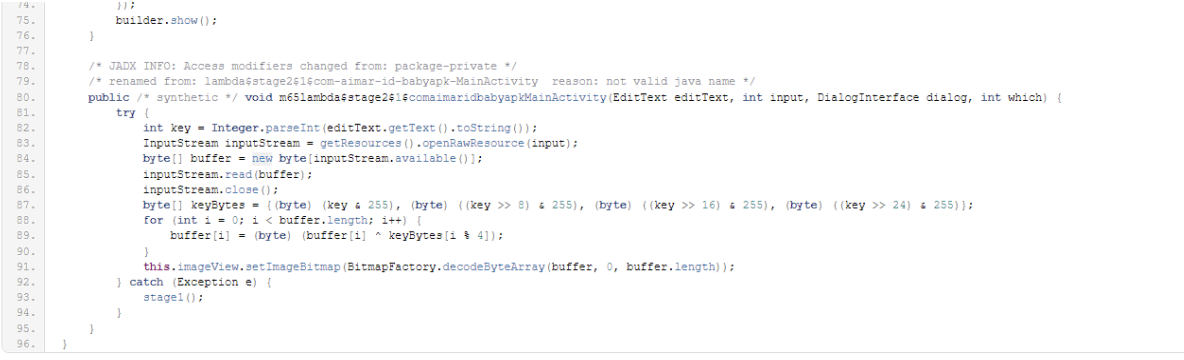 74.             });
75.             builder.show();
76.         }
77.
78.         /* JADX INFO: Access modifiers changed from: package-private */
79.         /* renamed from: lambda$stage2$1$com-aimar-id-babyapk-MainActivity  reason: not valid java name */
80.         public /* synthetic */ void m65lambda$stage2$1$comaimaridbabyapkMainActivity(EditText editText, int input, DialogInterface dialog, int which) {
81.             try {
82.                 int key = Integer.parseInt(editText.getText().toString());
83.                 InputStream inputStream = getResources().openRawResource(input);
84.                 byte[] buffer = new byte[inputStream.available()];
85.                 inputStream.read(buffer);
86.                 inputStream.close();
87.                 byte[] keyBytes = {(byte) (key & 255), (byte) ((key >> 8) & 255), (byte) ((key >> 16) & 255), (byte) ((key >> 24) & 255)};
88.                 for (int i = 0; i < buffer.length; i++) {
89.                     buffer[i] = (byte) (buffer[i] ^ keyBytes[i % 4]);
90.                 }
91.                 this.imageView.setImageBitmap(BitmapFactory.decodeByteArray(buffer, 0, buffer.length));
92.             } catch (Exception e) {
93.                 stage1();
94.             }
95.         }
96.     }